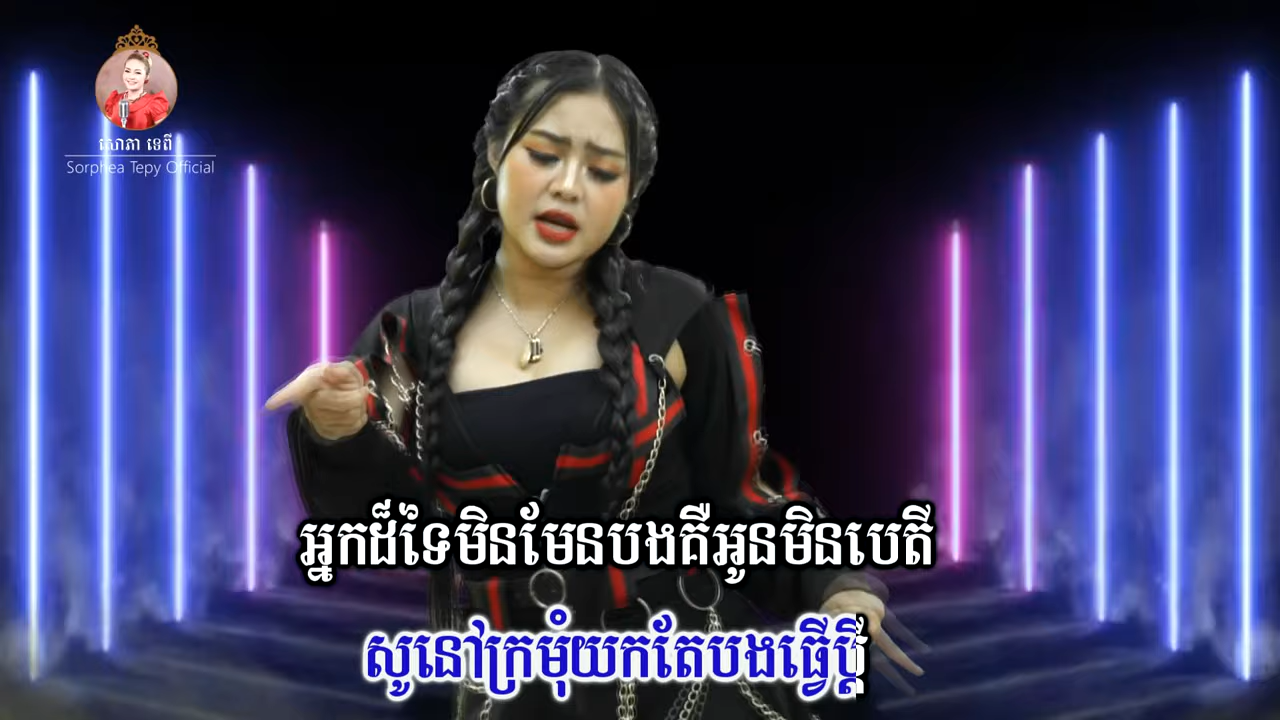 សោភា ទេពី
Sorphea Tepy Official
អ្នកដ៏ទៃមិនមែនបងគឺអូនមិនបេតី
សូនៅក្រមុំយកតែបងធ្វើប្ដី